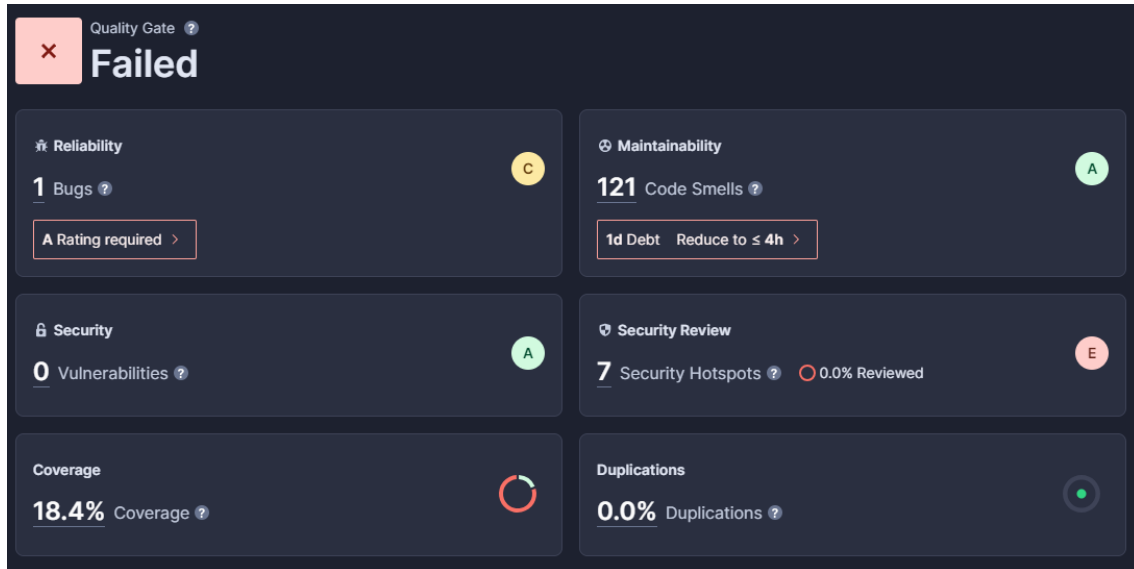 Quality Gate ?
Failed
Reliability
1 Bugs ?
C
A Rating required >
Maintainability
121 Code Smells ?
A
1d Debt Reduce to ≤ 4h >
Security
0 Vulnerabilities ?
A
Security Review
7 Security Hotspots ? 0.0% Reviewed
E
Coverage
18.4% Coverage ?
Duplications
0.0% Duplications ?